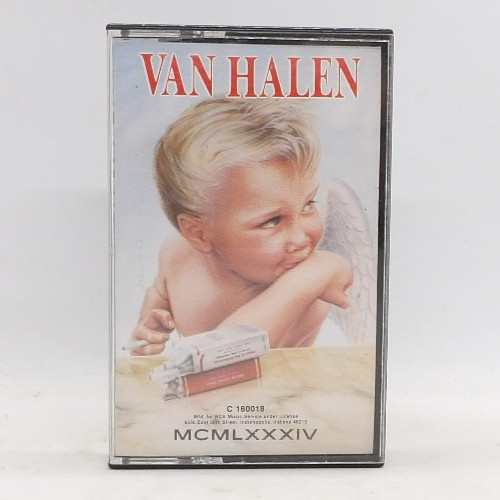 VAN HALEN
C 160018
Mfd. for RCA Music Service under License
6550 East 30th Street, Indianapolis, Indiana 46219
MCMLXXXIV